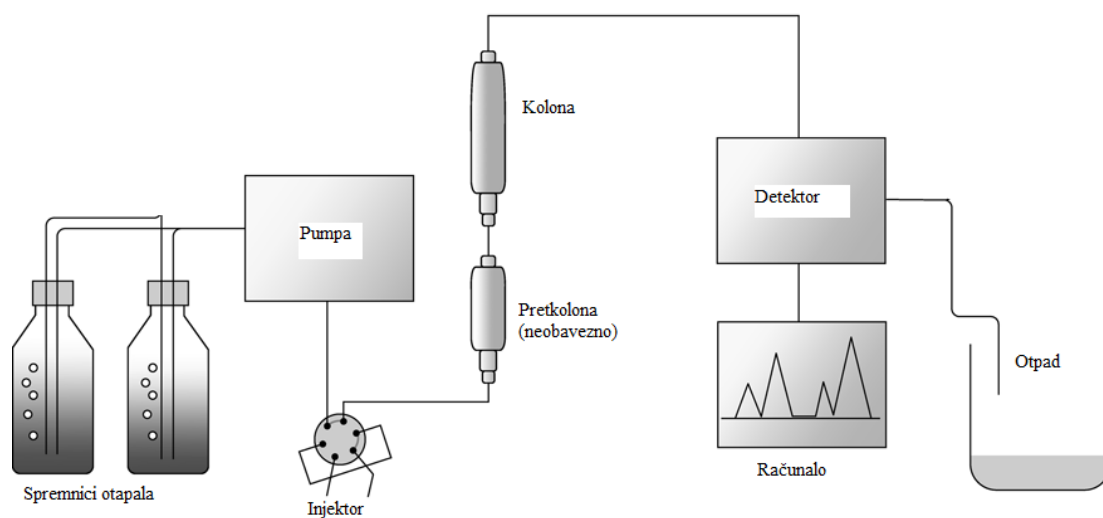 Kolona
Detektor
Pumpa
Pretkolona
(neobavezno)
Otpad
Računalo
Spremnici otapala
Injektor